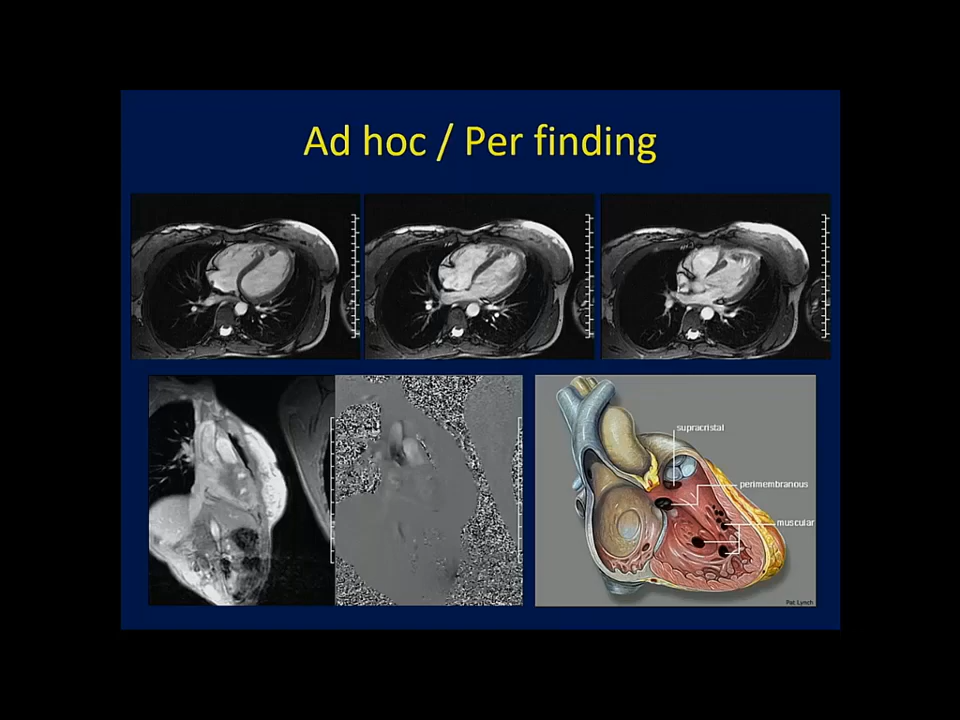 Ad hoc / Per finding
supracristal
perimembranous
muscular
Pat Lynch